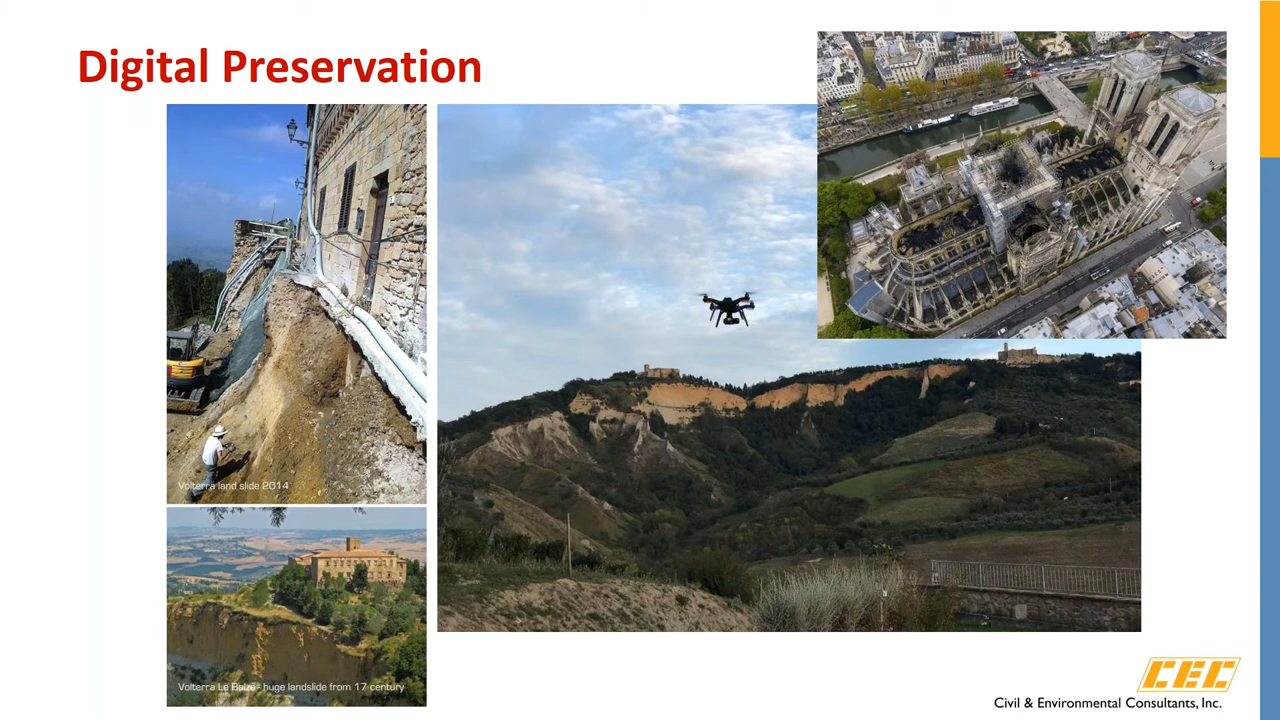 Digital Preservation
Volterra land slide 2014
Volterra Le Balze - huge landslide from 17 century
CEC
Civil & Environmental Consultants, Inc.